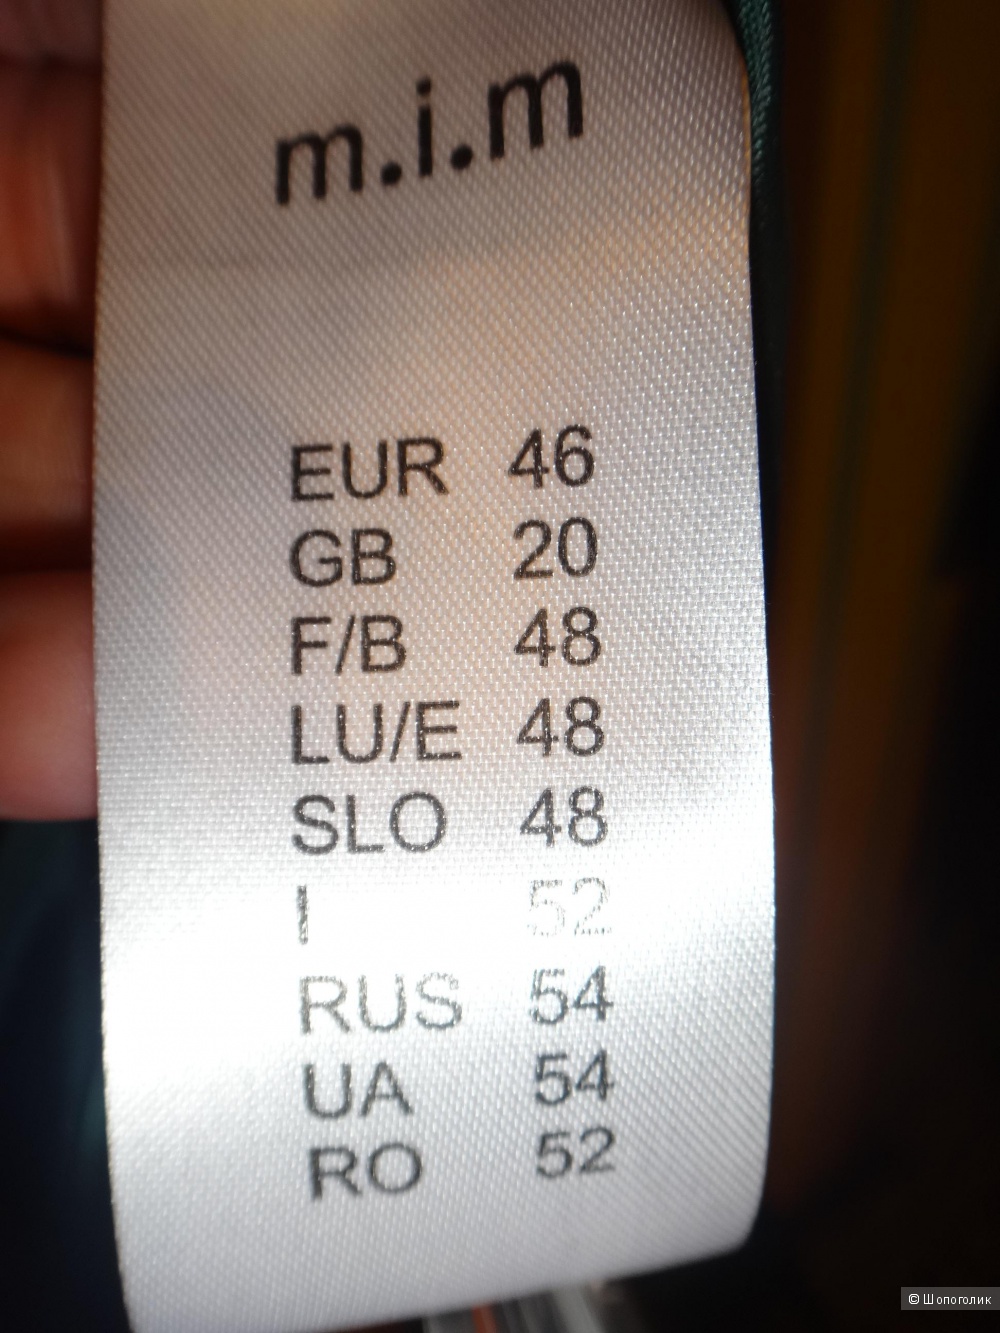 m.i.m
EUR 46
GB 20
F/B 48
LU/E 48
SLO 48
I 52
RUS 54
UA 54
RO 52
© Шопоголик